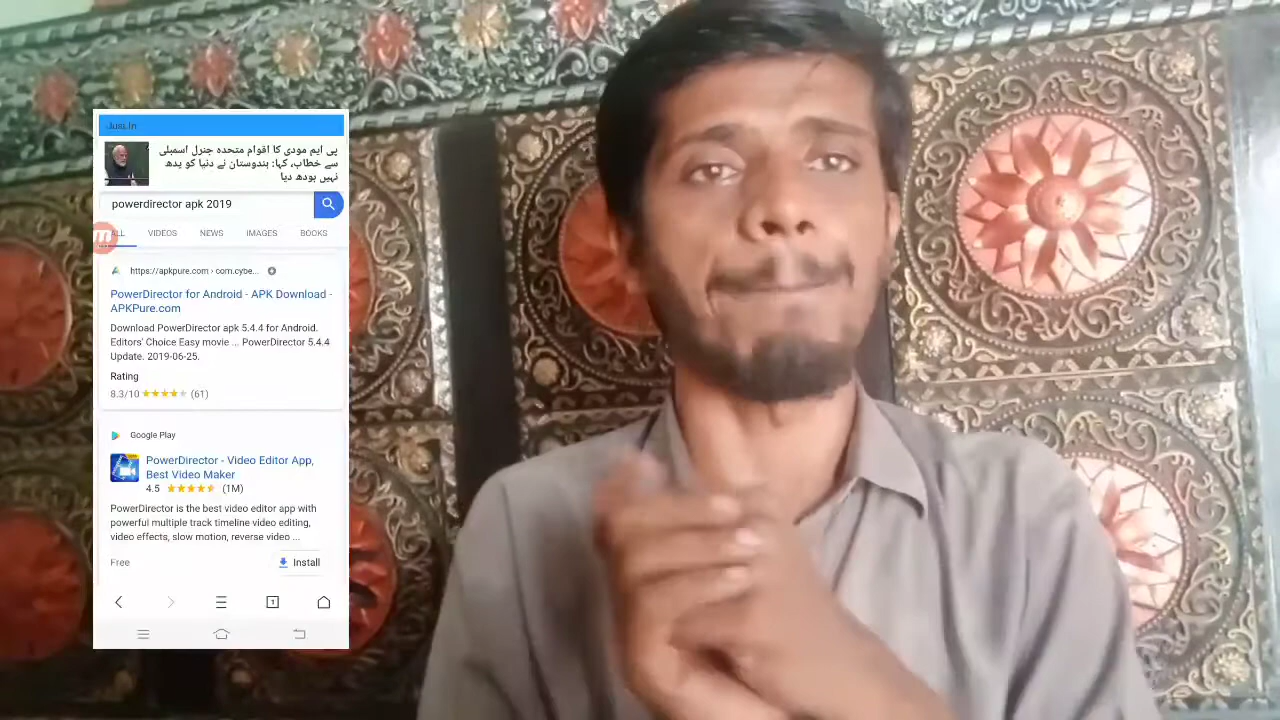 Just In
پی ایم مودی کا اقوام متحدہ جنرل اسمبلی
سے خطاب، کہا: ہندوستان نے دنیا کو یدھ
نہیں بودھ دیا
powerdirector apk 2019
ALL VIDEOS NEWS IMAGES BOOKS
https://apkpure.com › com.cybe...
PowerDirector for Android - APK Download -
APKPure.com
Download PowerDirector apk 5.4.4 for Android.
Editors' Choice Easy movie ... PowerDirector 5.4.4
Update. 2019-06-25.
Rating
8.3/10 ★★★★★ (61)
Google Play
PowerDirector - Video Editor App,
Best Video Maker
4.5 ★★★★★ (1M)
PowerDirector is the best video editor app with
powerful multiple track timeline video editing,
video effects, slow motion, reverse video ...
Free Install
1